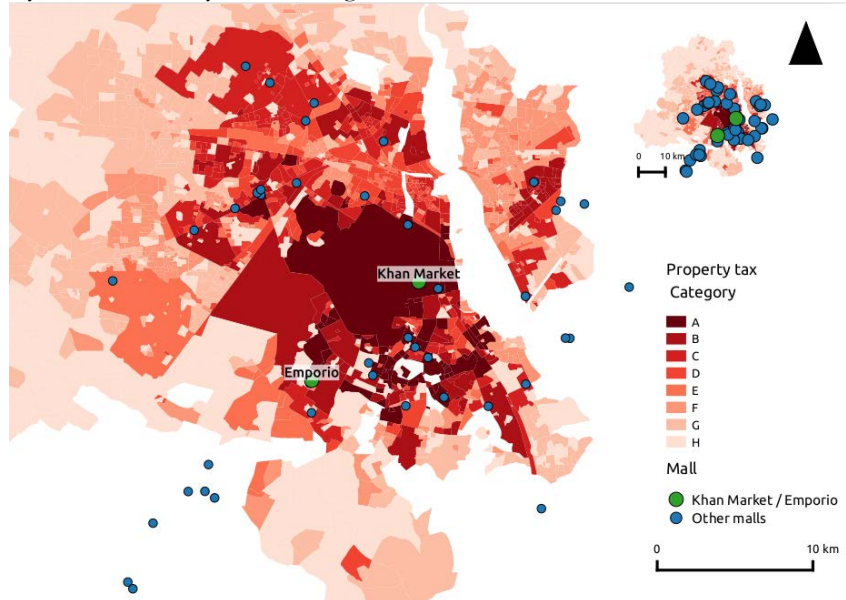 0 10 km
Khan Market
Emporio
Property tax
Category
A
B
C
D
E
F
G
H
Mall
Khan Market / Emporio
Other malls
0 10 km